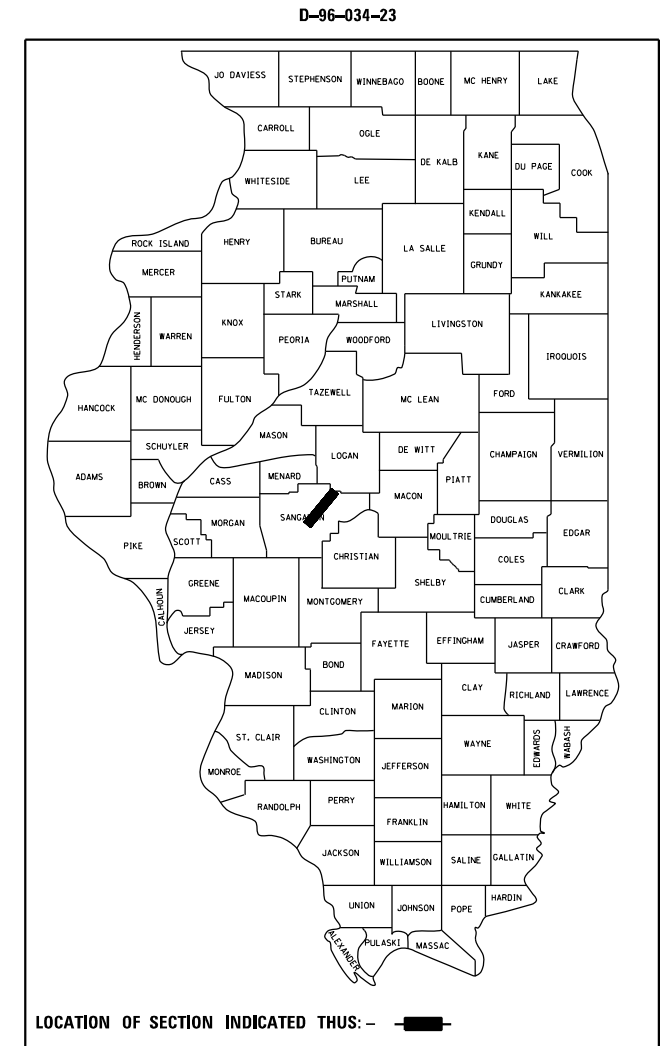 D-96-034-23
JO DAVIESS
STEPHENSON
WINNEBAGO
BOONE
MC HENRY
LAKE
CARROLL
OGLE
DE KALB
KANE
DU PAGE
COOK
WHITESIDE
LEE
KENDALL
ROCK ISLAND
HENRY
BUREAU
LA SALLE
WILL
MERCER
PUTNAM
GRUNDY
STARK
MARSHALL
KANKAKEE
HENDERSON
WARREN
KNOX
PEORIA
WOODFORD
LIVINGSTON
IROQUOIS
HANCOCK
MC DONOUGH
FULTON
TAZEWELL
MC LEAN
FORD
MASON
SCHUYLER
LOGAN
DE WITT
CHAMPAIGN
VERMILION
ADAMS
BROWN
CASS
MENARD
PIATT
MACON
MORGAN
SCOTT
PIKE
CHRISTIAN
MOULTRIE
DOUGLAS
EDGAR
COLES
GREENE
CALHOUN
MACOUPIN
MONTGOMERY
SHELBY
CUMBERLAND
CLARK
JERSEY
FAYETTE
EFFINGHAM
JASPER
CRAWFORD
BOND
MADISON
CLAY
RICHLAND
LAWRENCE
CLINTON
MARION
ST. CLAIR
WAYNE
EDWARDS
WABASH
WASHINGTON
JEFFERSON
MONROE
RANDOLPH
PERRY
HAMILTON
WHITE
FRANKLIN
JACKSON
WILLIAMSON
SALINE
GALLATIN
UNION
JOHNSON
POPE
HARDIN
ALEXANDER
PULASKI
MASSAC
LOCATION OF SECTION INDICATED THUS: -